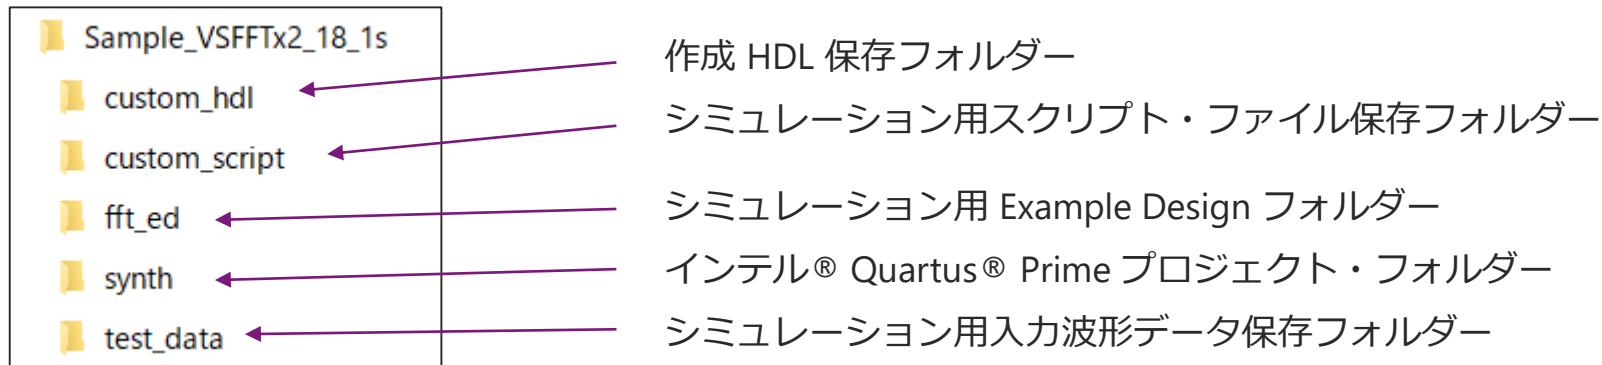 Sample_VSFFTx2_18_1s
custom_hdl
custom_script
fft_ed
synth
test_data
作成 HDL 保存フォルダー
シミュレーション用スクリプト・ファイル保存フォルダー
シミュレーション用 Example Design フォルダー
インテル® Quartus® Prime プロジェクト・フォルダー
シミュレーション用入力波形データ保存フォルダー